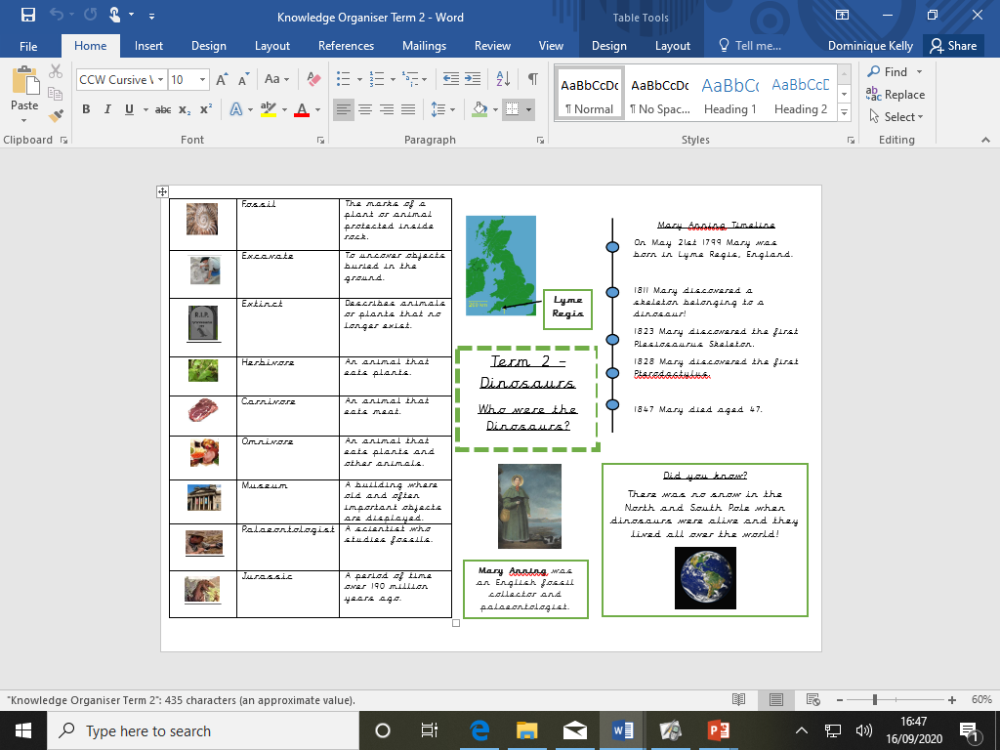 Knowledge Organiser Term 2 - Word
Table Tools
File
Home
Insert
Design
Layout
References
Mailings
Review
View
Design
Layout
Tell me...
Dominique Kelly
Share
Paste
CCW Cursive V
10
Aa
B I U abc X₂ X²
A
A
¶
AaBbCcDc
¶ Normal
AaBbCcDc
¶ No Spac...
AaBbCc
Heading 1
AaBbCcD
Heading 2
Find
Replace
Select
Clipboard
Font
Paragraph
Styles
Editing
Fossil
The marks of a
plant or animal
protected inside
rock.
Excavate
To uncover objects
buried in the
ground.
R.I.P.
Extinct
Describes animals
or plants that no
longer exist.
Herbivore
An animal that
eats plants.
Carnivore
An animal that
eats meat.
Omnivore
An animal that
eats plants and
other animals.
Museum
A building where
old and often
important objects
are displayed.
Palaeontologist
A scientist who
studies fossils.
Jurassic
A period of time
over 190 million
years ago.
Lyme
Regis
Term 2 –
Dinosaurs
Who were the
Dinosaurs?
Mary Anning was
an English fossil
collector and
palaeontologist.
Mary Anning Timeline
On May 21st 1799 Mary was
born in Lyme Regis, England.
1811 Mary discovered a
skeleton belonging to a
dinosaur!
1823 Mary discovered the first
Plesiosaurus Skeleton.
1828 Mary discovered the first
Pterodactylus.
1847 Mary died aged 47.
Did you know?
There was no snow in the
North and South Pole when
dinosaurs were alive and they
lived all over the world!
"Knowledge Organiser Term 2": 435 characters (an approximate value).
60%
Type here to search
16:47
16/09/2020
1